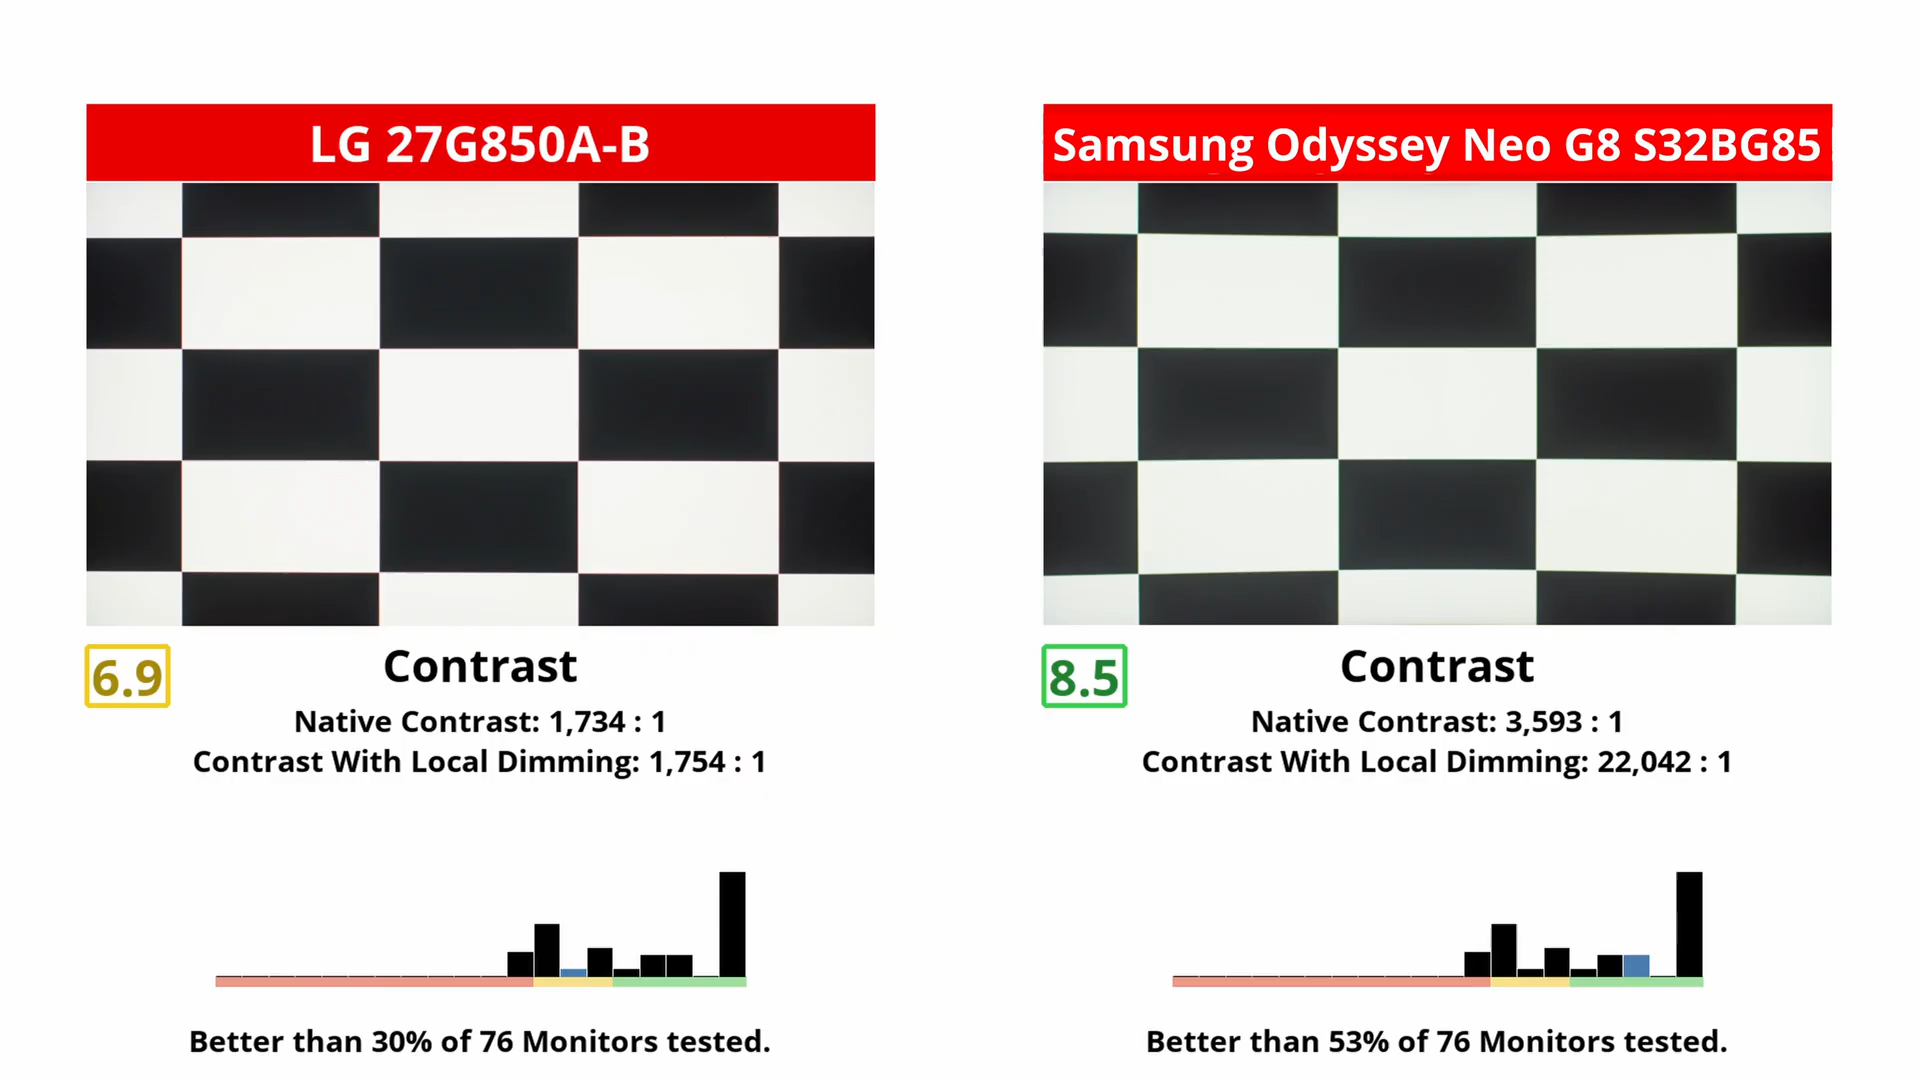 LG 27G850A-B
6.9
Contrast
Native Contrast: 1,734 : 1
Contrast With Local Dimming: 1,754 : 1
Better than 30% of 76 Monitors tested.
Samsung Odyssey Neo G8 S32BG85
8.5
Contrast
Native Contrast: 3,593 : 1
Contrast With Local Dimming: 22,042 : 1
Better than 53% of 76 Monitors tested.